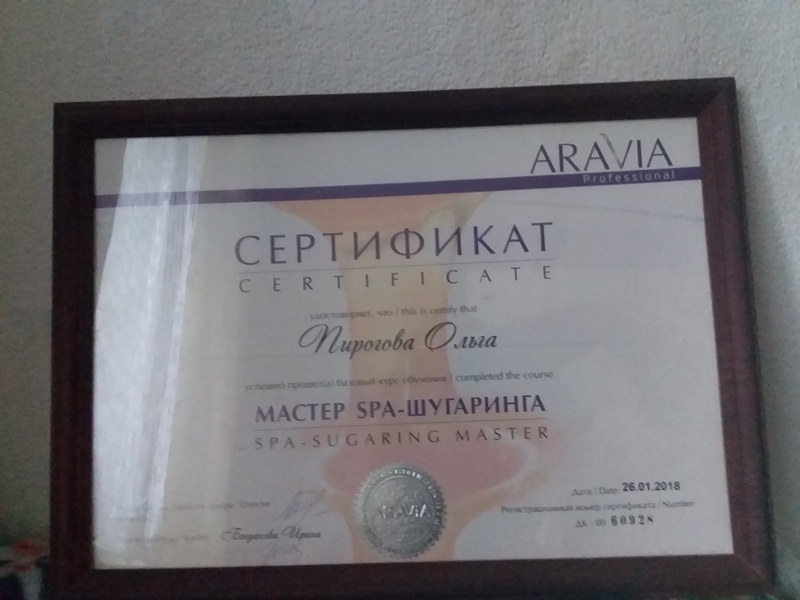 ARAVIA
Professional
СЕРТИФИКАТ
CERTIFICATE
удостоверяет, что / this is certify that
Пирогова Ольга
успешно прошел(а) базовый курс обучения / completed the course
МАСТЕР SPA-ШУГАРИНГА
SPA-SUGARING MASTER
Дата / Date 26.01.2018
Регистрационный номер сертификата / Number
ДК - 00 60928
/ Director
Ирина
ARAVIA